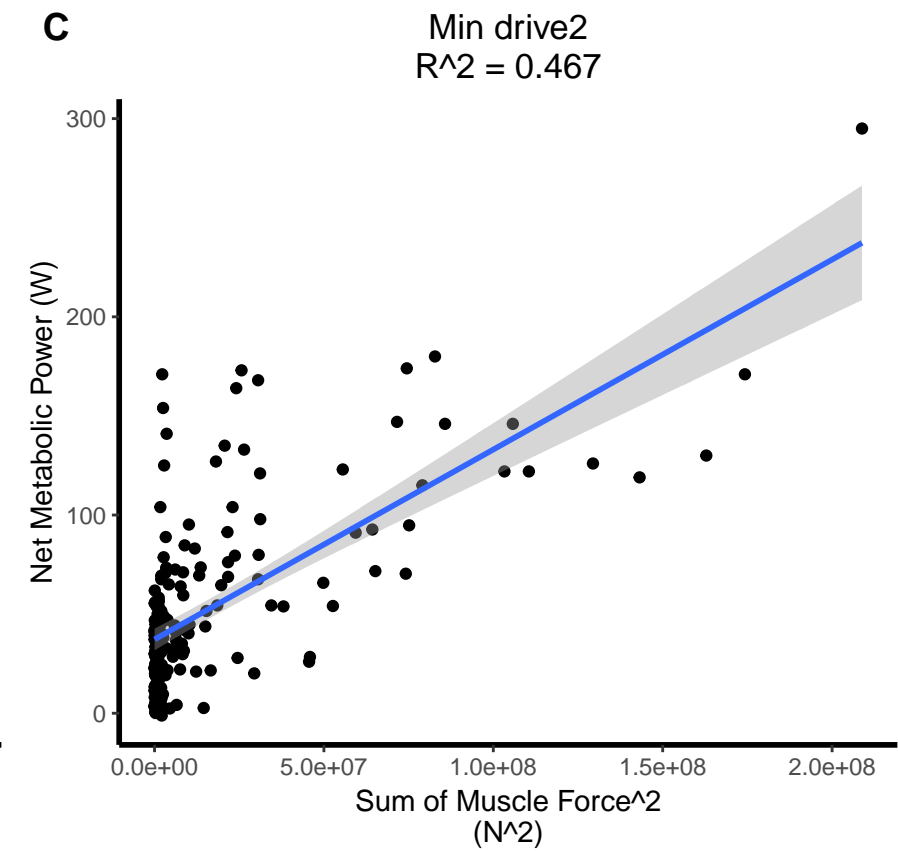 C
Min drive2
R^2 = 0.467
300
200
100
0
Net Metabolic Power (W)
0.0e+00 5.0e+07 1.0e+08 1.5e+08 2.0e+08
Sum of Muscle Force^2
(N^2)